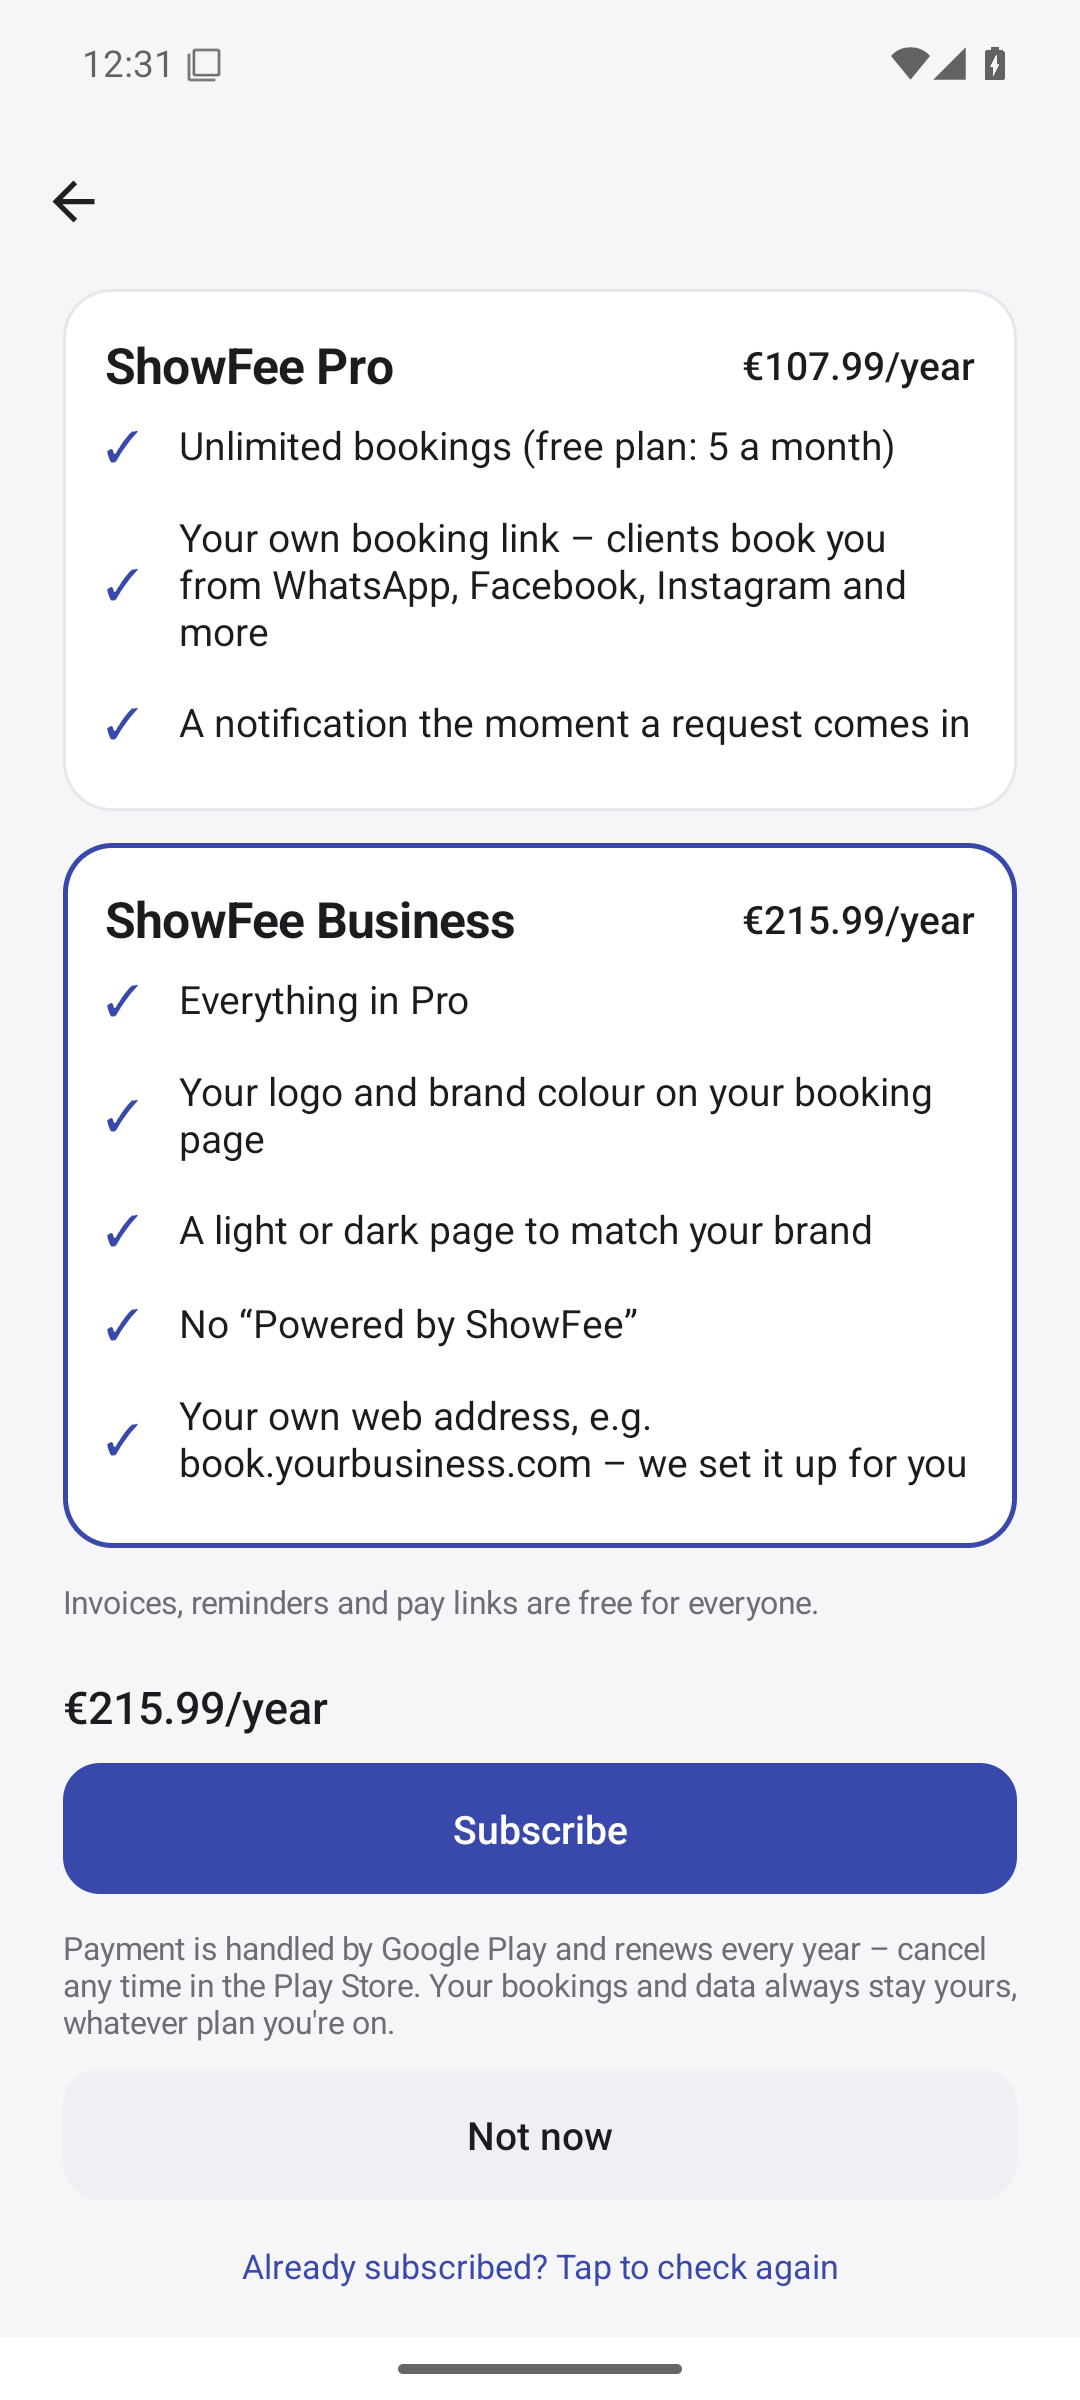 12:31
ShowFee Pro €107.99/year
✓ Unlimited bookings (free plan: 5 a month)
✓ Your own booking link – clients book you
from WhatsApp, Facebook, Instagram and
more
✓ A notification the moment a request comes in
ShowFee Business €215.99/year
✓ Everything in Pro
✓ Your logo and brand colour on your booking
page
✓ A light or dark page to match your brand
✓ No “Powered by ShowFee”
✓ Your own web address, e.g.
book.yourbusiness.com – we set it up for you
Invoices, reminders and pay links are free for everyone.
€215.99/year
Subscribe
Payment is handled by Google Play and renews every year – cancel
any time in the Play Store. Your bookings and data always stay yours,
whatever plan you're on.
Not now
Already subscribed? Tap to check again